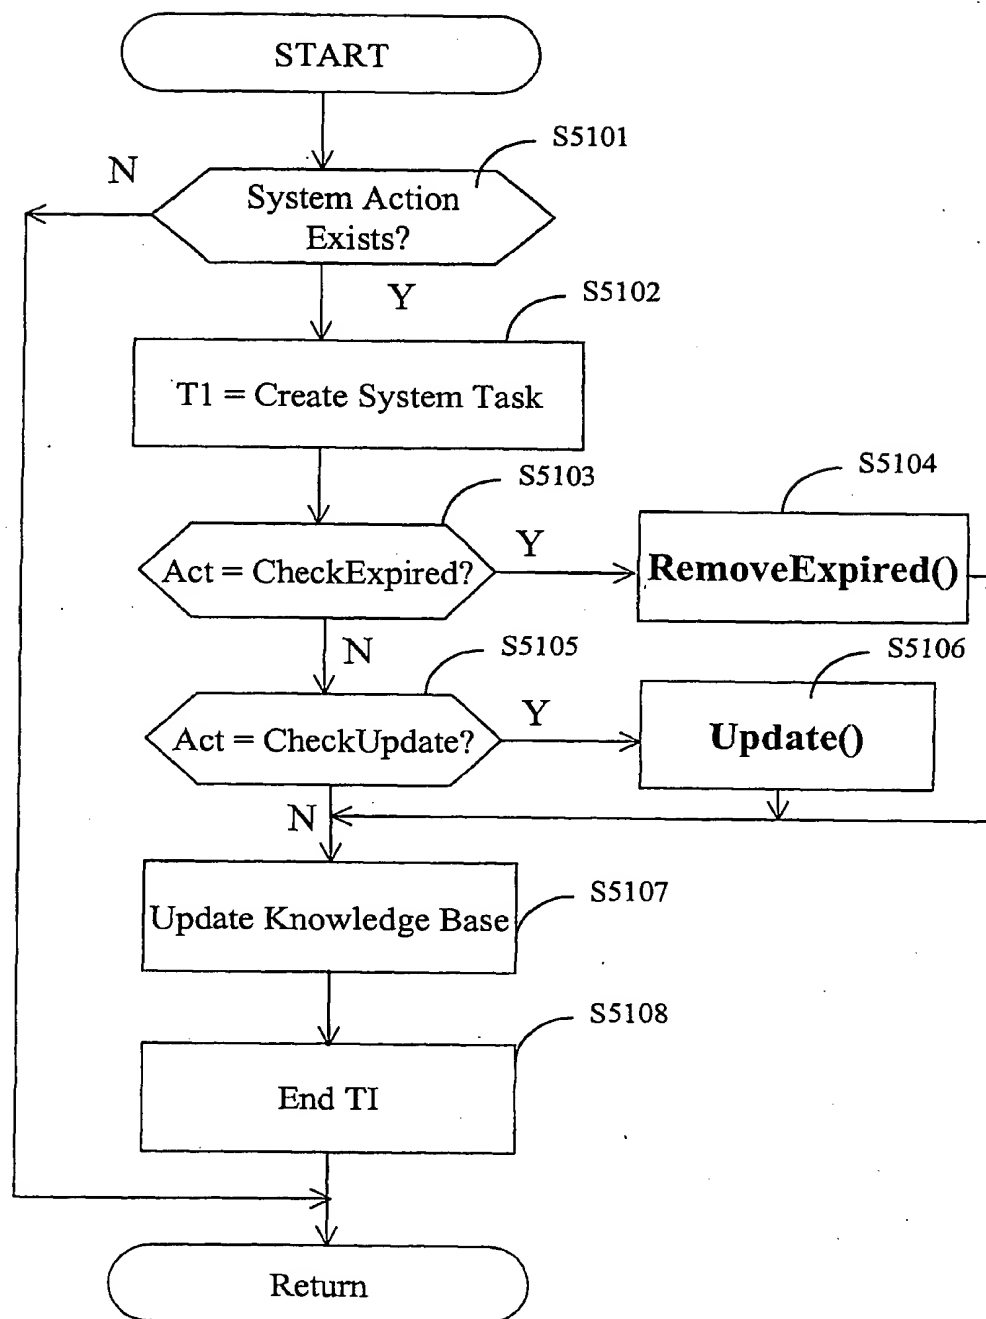 START
S5101
N
System Action
Exists?
Y
S5102
T1 = Create System Task
S5103
S5104
Act = CheckExpired?
Y
RemoveExpired()
N
S5105
S5106
Act = CheckUpdate?
Y
Update()
N
S5107
Update Knowledge Base
S5108
End TI
Return